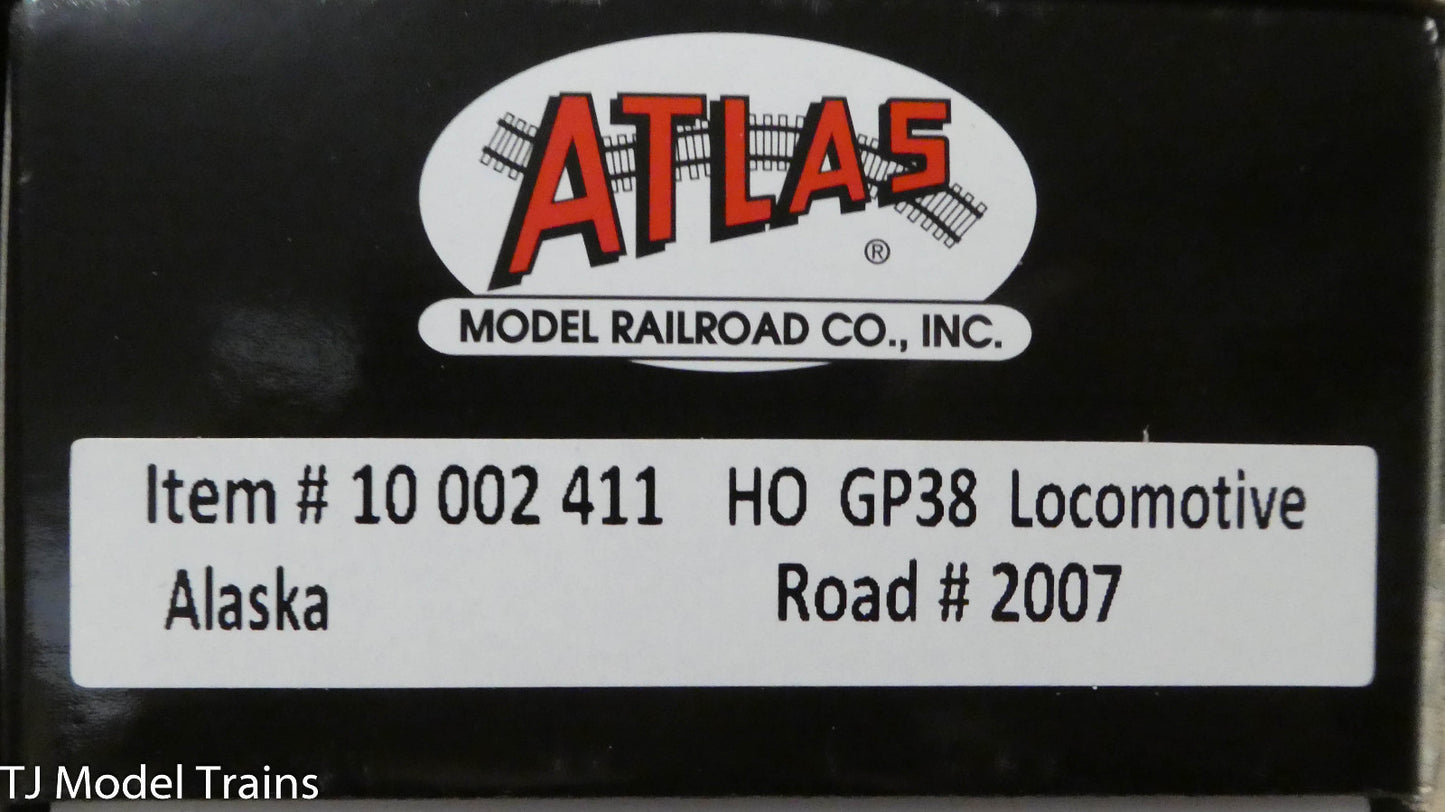 ATLAS
®
MODEL RAILROAD CO., INC.
Item # 10 002 411 HO GP38 Locomotive
Alaska Road # 2007
TJ Model Trains